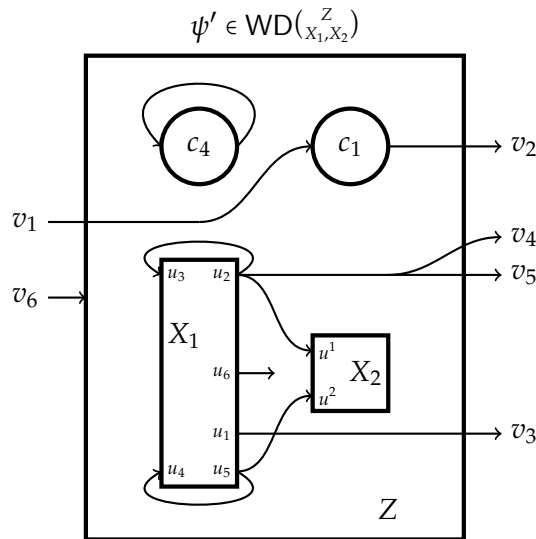 ψ′ ∈ WD(Z X₁,X₂)
c₄ c₁ v₂
v₁
v₄
u₃ u₂ v₅
v₆
X₁ u¹ X₂
u₆
u²
u₁ v₃
u₄ u₅
Z